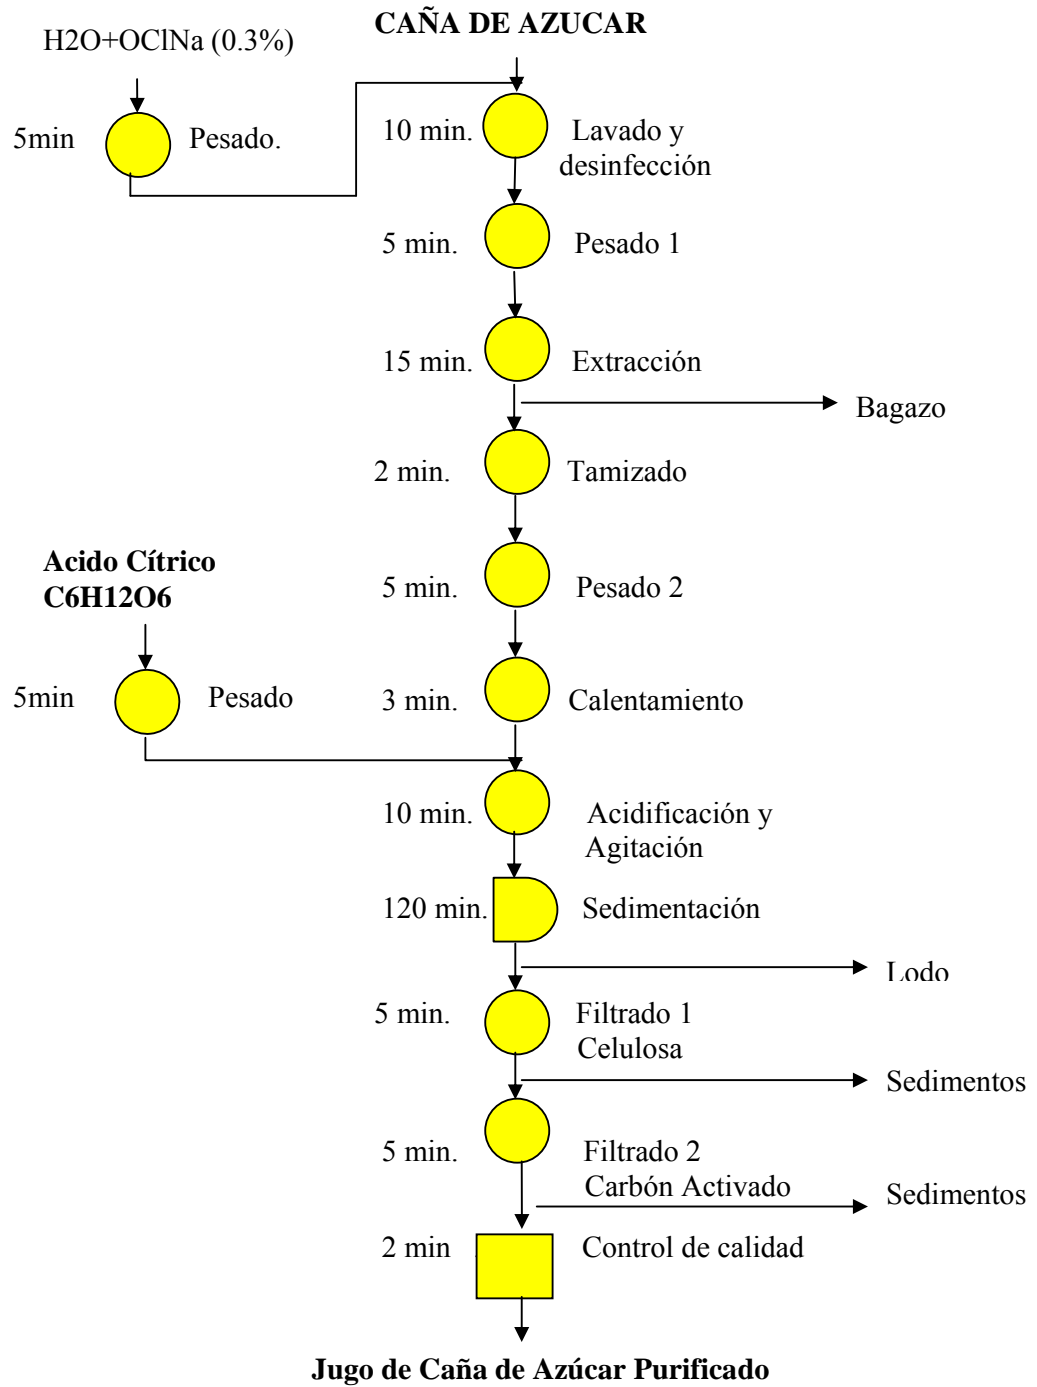 CAÑA DE AZUCAR
H2O+OClNa (0.3%)
5min
Pesado.
10 min.
Lavado y
desinfección
5 min.
Pesado 1
15 min.
Extracción
Bagazo
2 min.
Tamizado
Acido Cítrico
C6H12O6
5 min.
Pesado 2
5min
Pesado
3 min.
Calentamiento
10 min.
Acidificación y
Agitación
120 min.
Sedimentación
Lodo
5 min.
Filtrado 1
Celulosa
Sedimentos
5 min.
Filtrado 2
Carbón Activado
Sedimentos
2 min
Control de calidad
Jugo de Caña de Azúcar Purificado